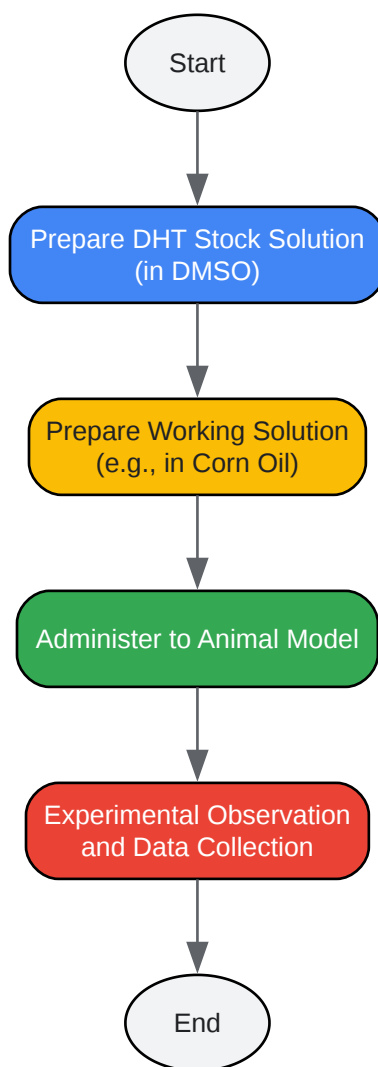 Start
Prepare DHT Stock Solution
(in DMSO)
Prepare Working Solution
(e.g., in Corn Oil)
Administer to Animal Model
Experimental Observation
and Data Collection
End